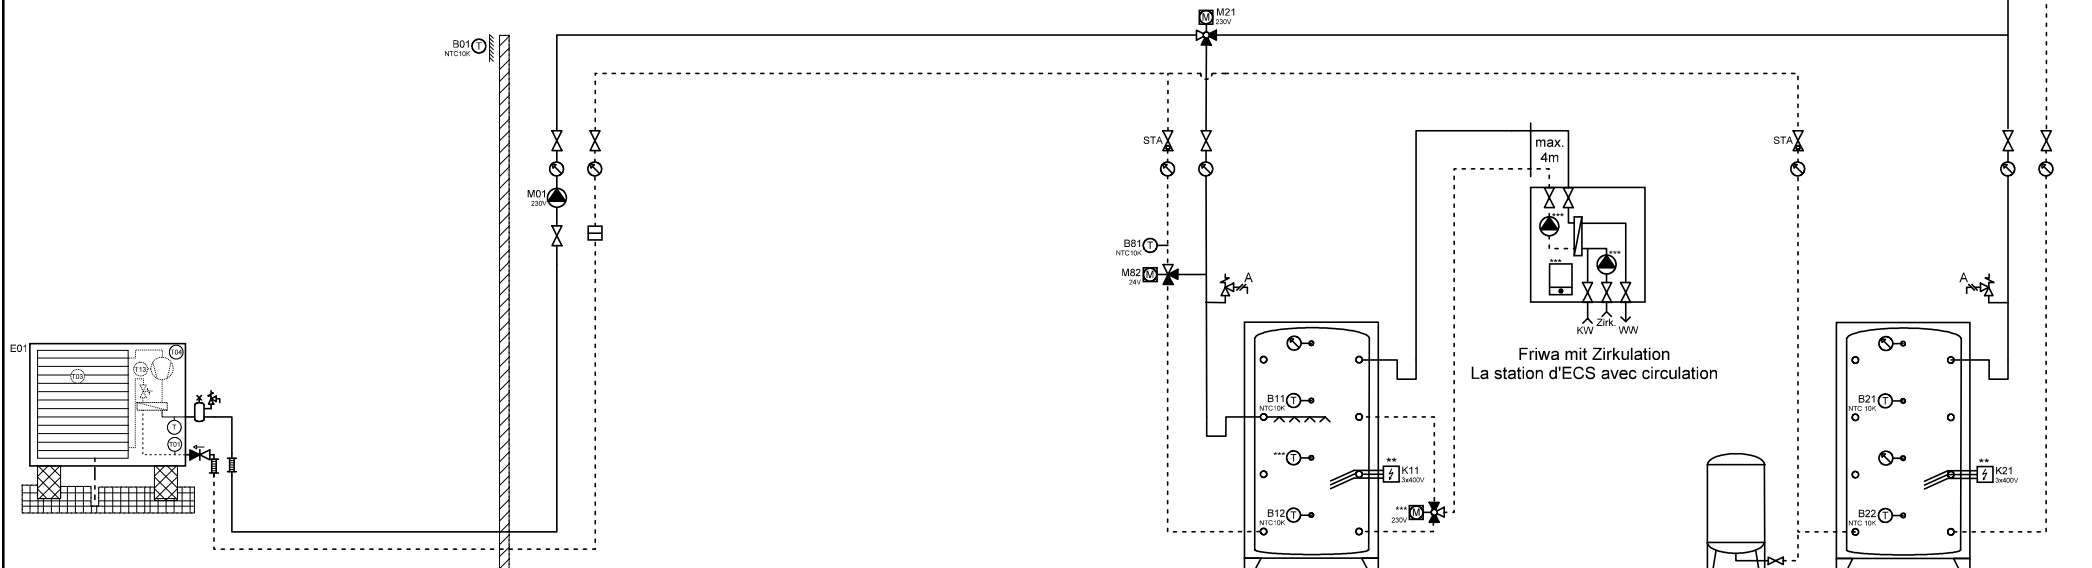 M21
230V
B01
T
NTC10K
M
STA
STA
max.
4m
M01
230V
***
B81
T
NTC10K
***
***
M82
M
24V
A
A
KW
Zirk.
WW
E01
T04
T13
T03
T
T01
Friwa mit Zirkulation
La station d'ECS avec circulation
B11
T
NTC10K
B21
T
NTC 10K
***
T
**
K11
3x400V
**
K21
3x400V
B12
T
NTC10K
***
M
230V
B22
T
NTC 10K